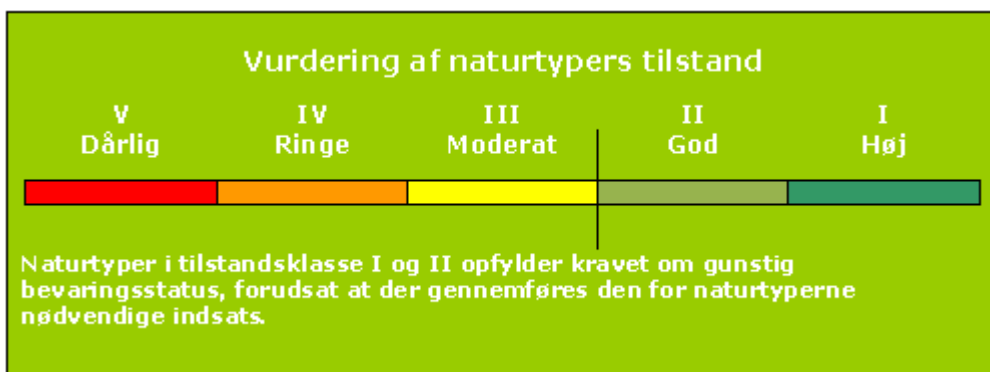 Vurdering af naturtypers tilstand
V IV III II I
Dårlig Ringe Moderat God Høj
Naturtyper i tilstandsklasse I og II opfylder kravet om gunstig
bevaringsstatus, forudsat at der gennemføres den for naturtyperne
nødvendige indsats.